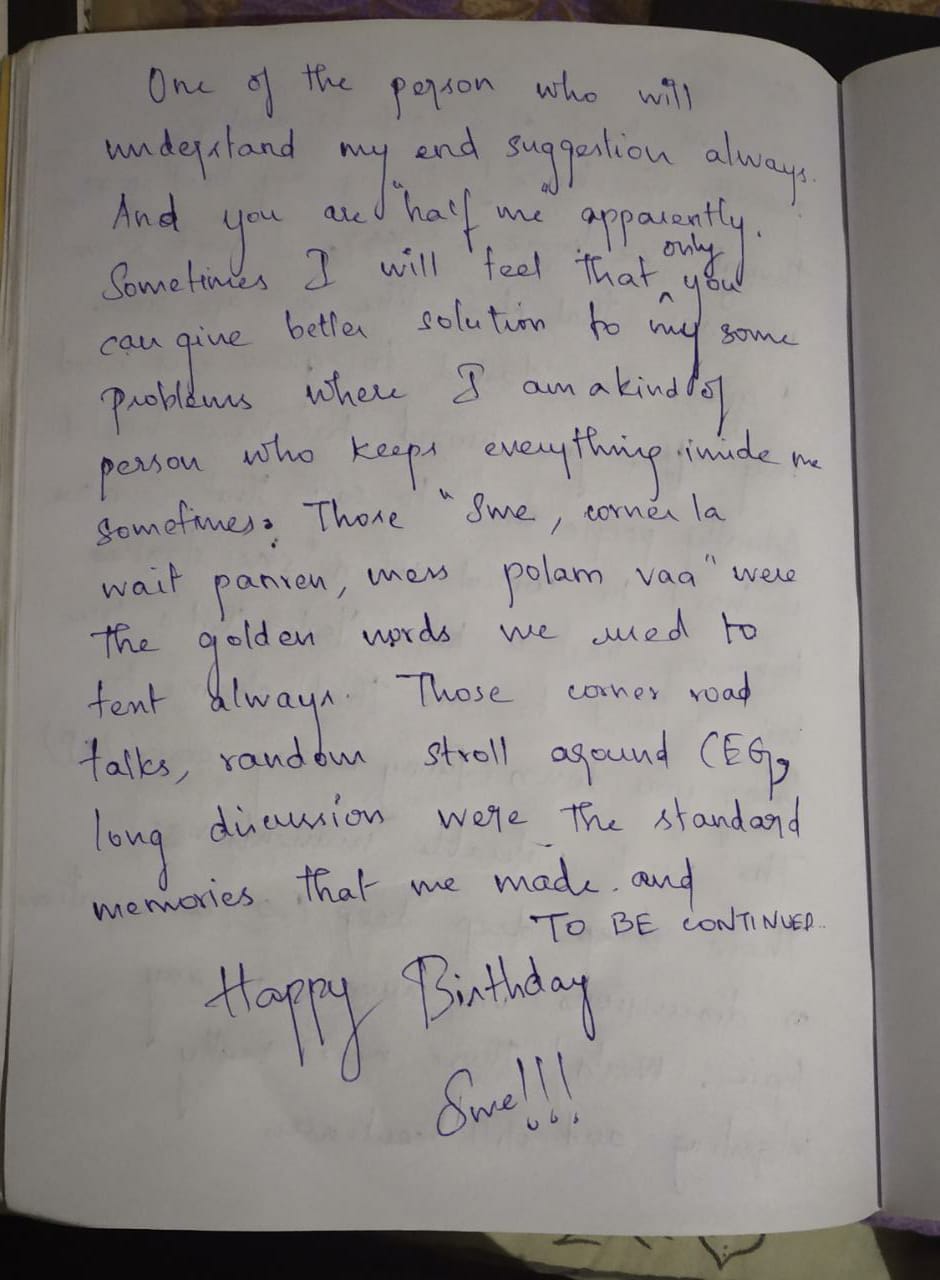 One of the person who will
understand my end suggestion always.
And you are "half me" apparently.
Sometimes I will feel that only you
can give better solution to my some
problems where I am a kind of
person who keeps everything inside me
sometimes. Those "Swe, corner la
wait panren, mess polam vaa" were
the golden words we used to
text always. Those corner road
talks, random stroll around CEG,
long discussion were the standard
memories that we made. and
TO BE CONTINUED..
Happy Birthday
Swe!!!